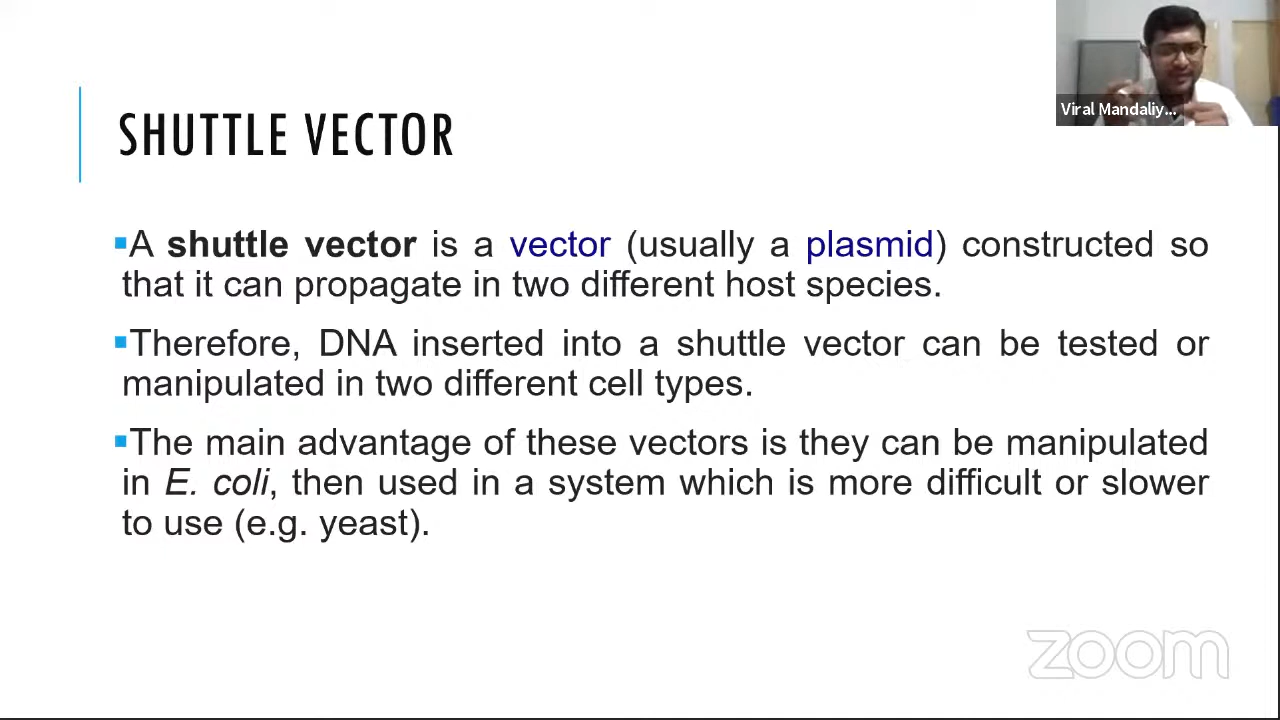 Viral Mandaliy...
SHUTTLE VECTOR
▪A shuttle vector is a vector (usually a plasmid) constructed so
that it can propagate in two different host species.
▪Therefore, DNA inserted into a shuttle vector can be tested or
manipulated in two different cell types.
▪The main advantage of these vectors is they can be manipulated
in E. coli, then used in a system which is more difficult or slower
to use (e.g. yeast).
zoom